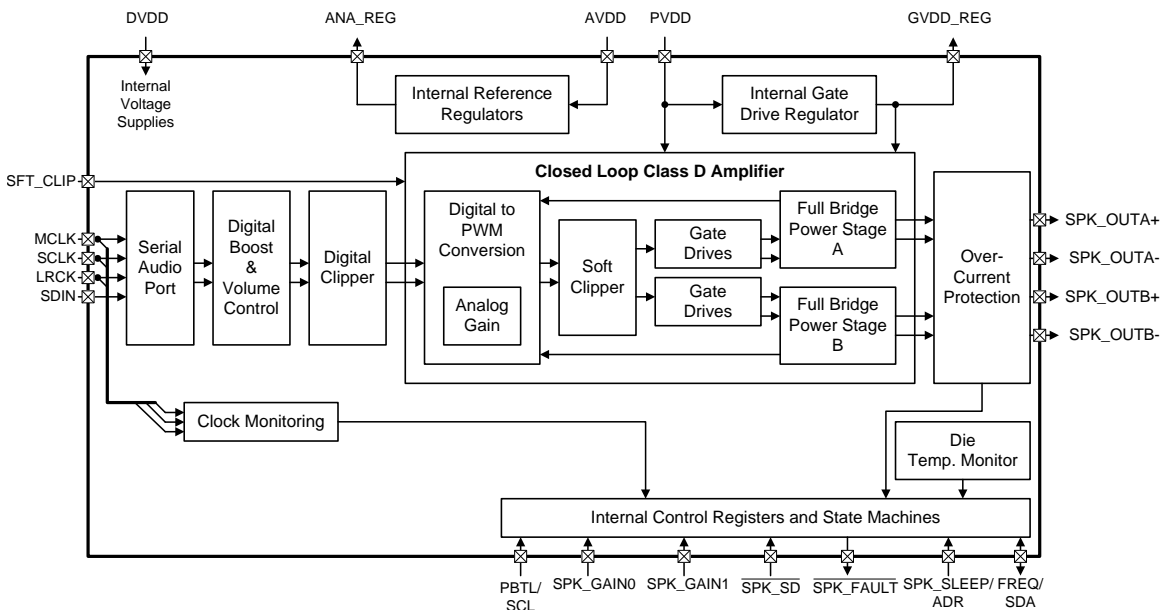 DVDD
ANA_REG
AVDD
PVDD
GVDD_REG
Internal
Voltage
Supplies
Internal Reference
Regulators
Internal Gate
Drive Regulator
SFT_CLIP
MCLK
SCLK
LRCK
SDIN
Serial
Audio
Port
Digital
Boost
&
Volume
Control
Digital
Clipper
Closed Loop Class D Amplifier
Digital to
PWM
Conversion
Analog
Gain
Soft
Clipper
Gate
Drives
Gate
Drives
Full Bridge
Power Stage
A
Full Bridge
Power Stage
B
Over-
Current
Protection
SPK_OUTA+
SPK_OUTA-
SPK_OUTB+
SPK_OUTB-
Clock Monitoring
Die
Temp. Monitor
Internal Control Registers and State Machines
PBTL/
SCL
SPK_GAIN0
SPK_GAIN1
SPK_SD
SPK_FAULT
SPK_SLEEP/
ADR
FREQ/
SDA